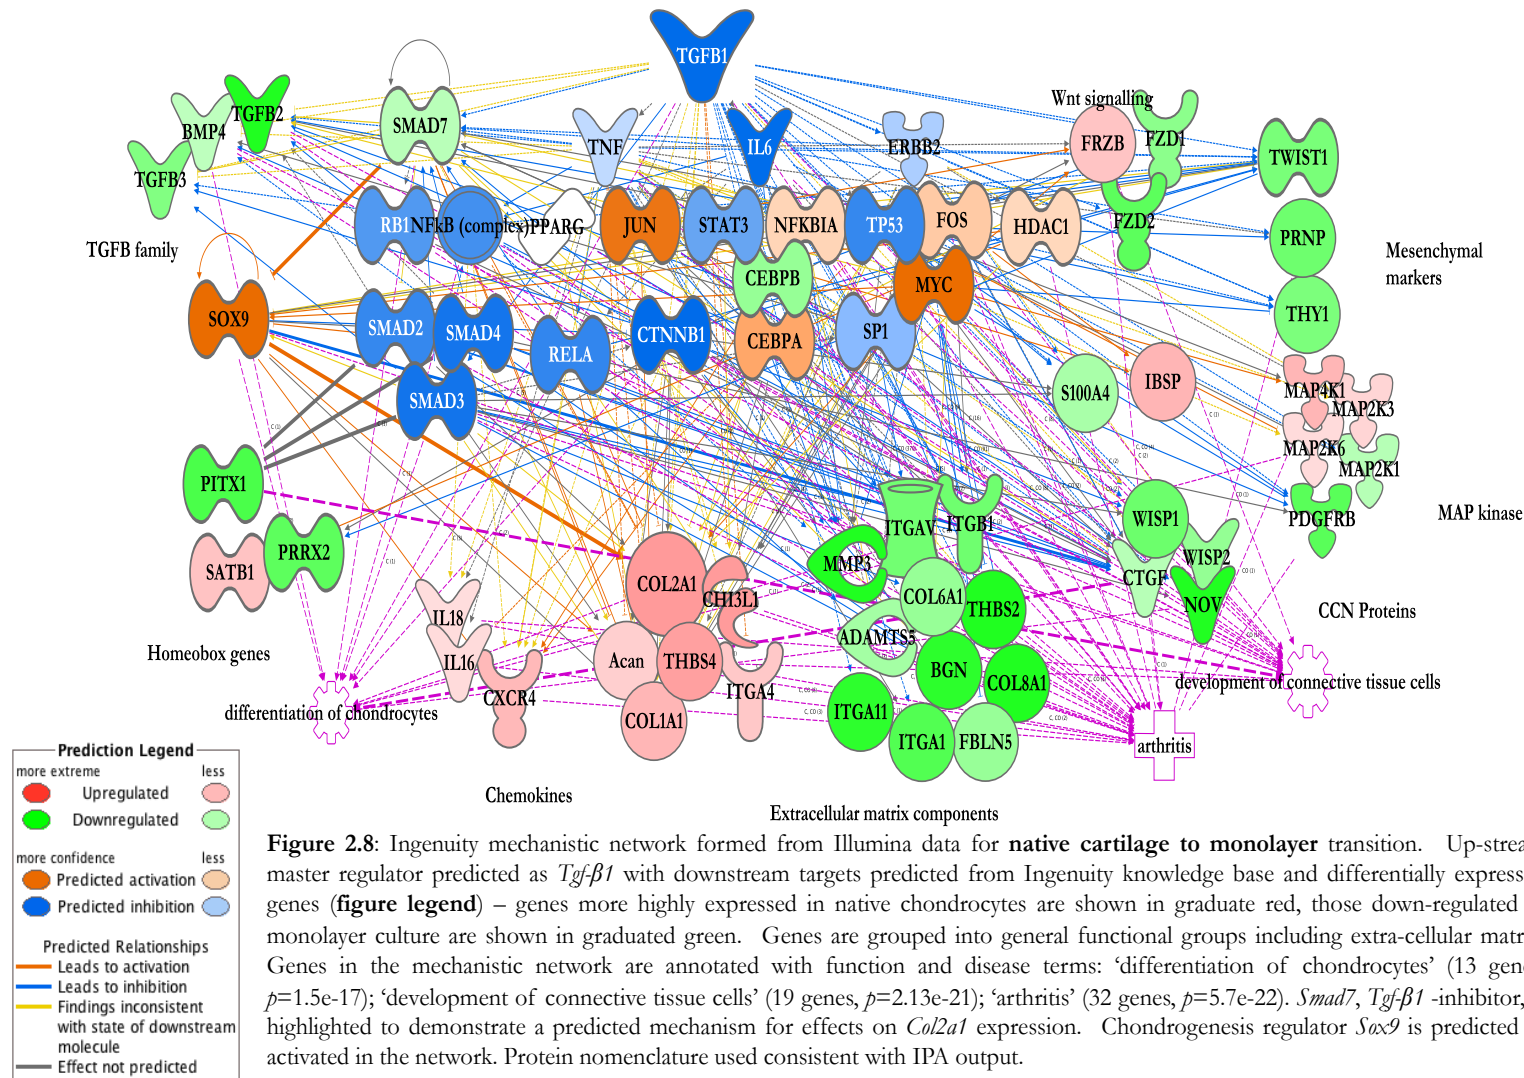 TGFB1
TGFB2
BMP4
TGFB3
SMAD7
TNF
IL6
ERBB2
Wnt signalling
FRZB
FZD1
FZD2
TWIST1
TGFB family
RB1
NFkB (complex)
PPARG
JUN
STAT3
NFKBIA
TP53
FOS
HDAC1
PRNP
Mesenchymal
markers
CEBPB
MYC
THY1
SOX9
SMAD2
SMAD4
RELA
CTNNB1
CEBPA
SP1
SMAD3
S100A4
IBSP
MAP4K1
MAP2K3
MAP2K6
MAP2K1
PDGFRB
MAP kinase
PITX1
PRRX2
SATB1
Homeobox genes
ITGAV
ITGB1
MMP3
WISP1
WISP2
CTGF
NOV
CCN Proteins
COL2A1
CHI3L1
COL6A1
THBS2
IL18
IL16
CXCR4
Acan
THBS4
ITGA4
COL1A1
ADAMTS5
BGN
COL8A1
ITGA11
ITGA1
FBLN5
differentiation of chondrocytes
development of connective tissue cells
arthritis
Chemokines
Extracellular matrix components
Prediction Legend
more extreme less
Upregulated
Downregulated
more confidence less
Predicted activation
Predicted inhibition
Predicted Relationships
Leads to activation
Leads to inhibition
Findings inconsistent
with state of downstream
molecule
Effect not predicted
Figure 2.8: Ingenuity mechanistic network formed from Illumina data for native cartilage to monolayer transition. Up-strea
master regulator predicted as Tgf-β1 with downstream targets predicted from Ingenuity knowledge base and differentially express
genes (figure legend) – genes more highly expressed in native chondrocytes are shown in graduate red, those down-regulated
monolayer culture are shown in graduated green. Genes are grouped into general functional groups including extra-cellular matr
Genes in the mechanistic network are annotated with function and disease terms: ‘differentiation of chondrocytes’ (13 gen
p=1.5e-17); ‘development of connective tissue cells’ (19 genes, p=2.13e-21); ‘arthritis’ (32 genes, p=5.7e-22). Smad7, Tgf-β1 -inhibitor,
highlighted to demonstrate a predicted mechanism for effects on Col2a1 expression. Chondrogenesis regulator Sox9 is predicted
activated in the network. Protein nomenclature used consistent with IPA output.